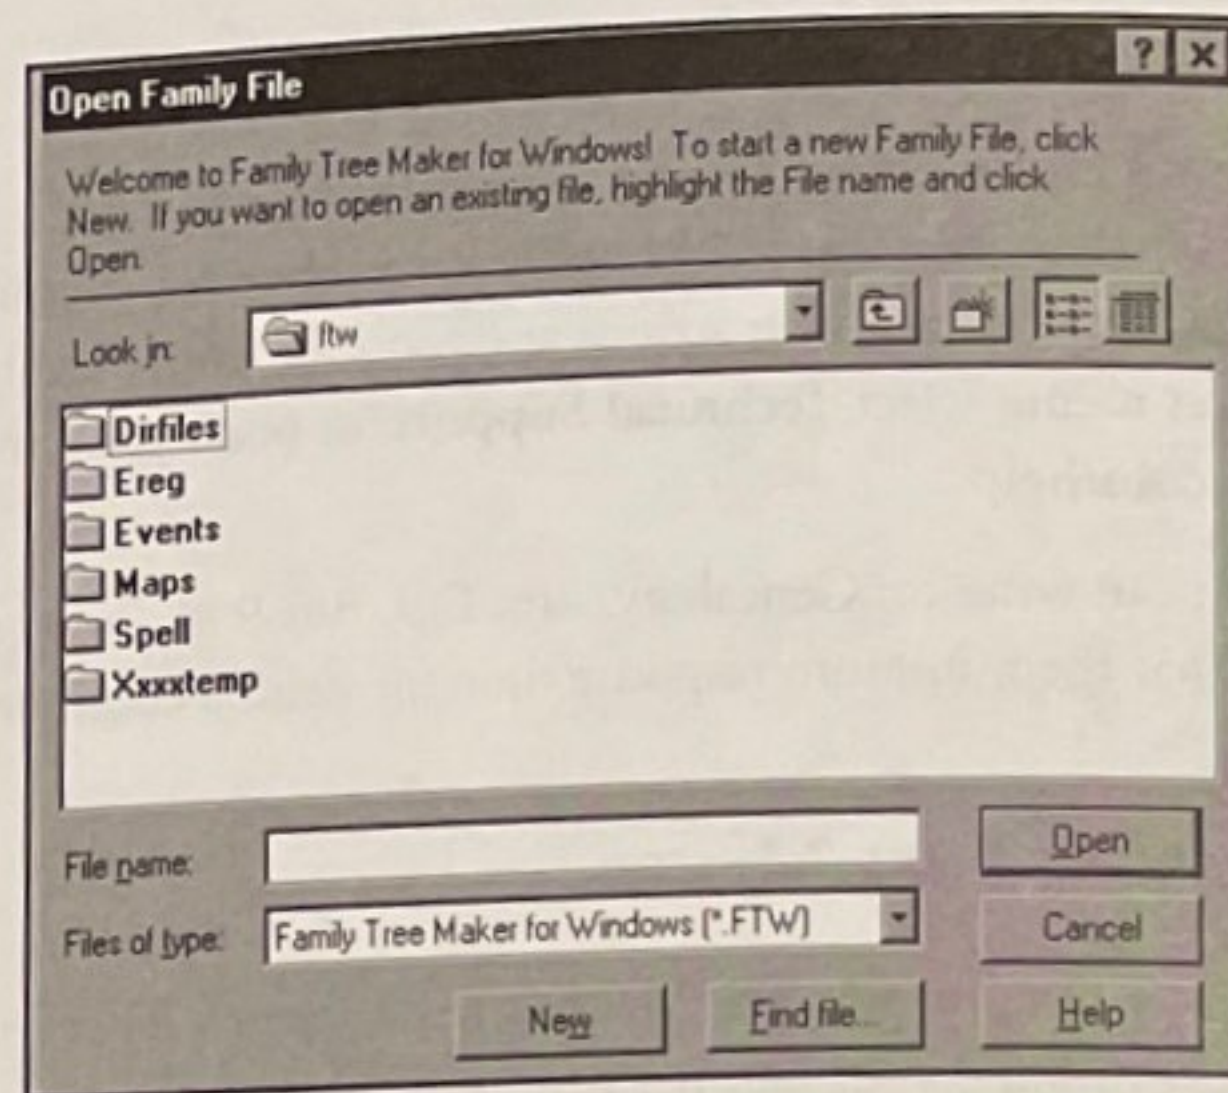 Open Family File
? X
Welcome to Family Tree Maker for Windows! To start a new Family File, click
New. If you want to open an existing file, highlight the File name and click
Open.
Look in: ftw
Dirfiles
Ereg
Events
Maps
Spell
Xxxxtemp
File name: Open
Files of type: Family Tree Maker for Windows (*.FTW) Cancel
New Find file... Help